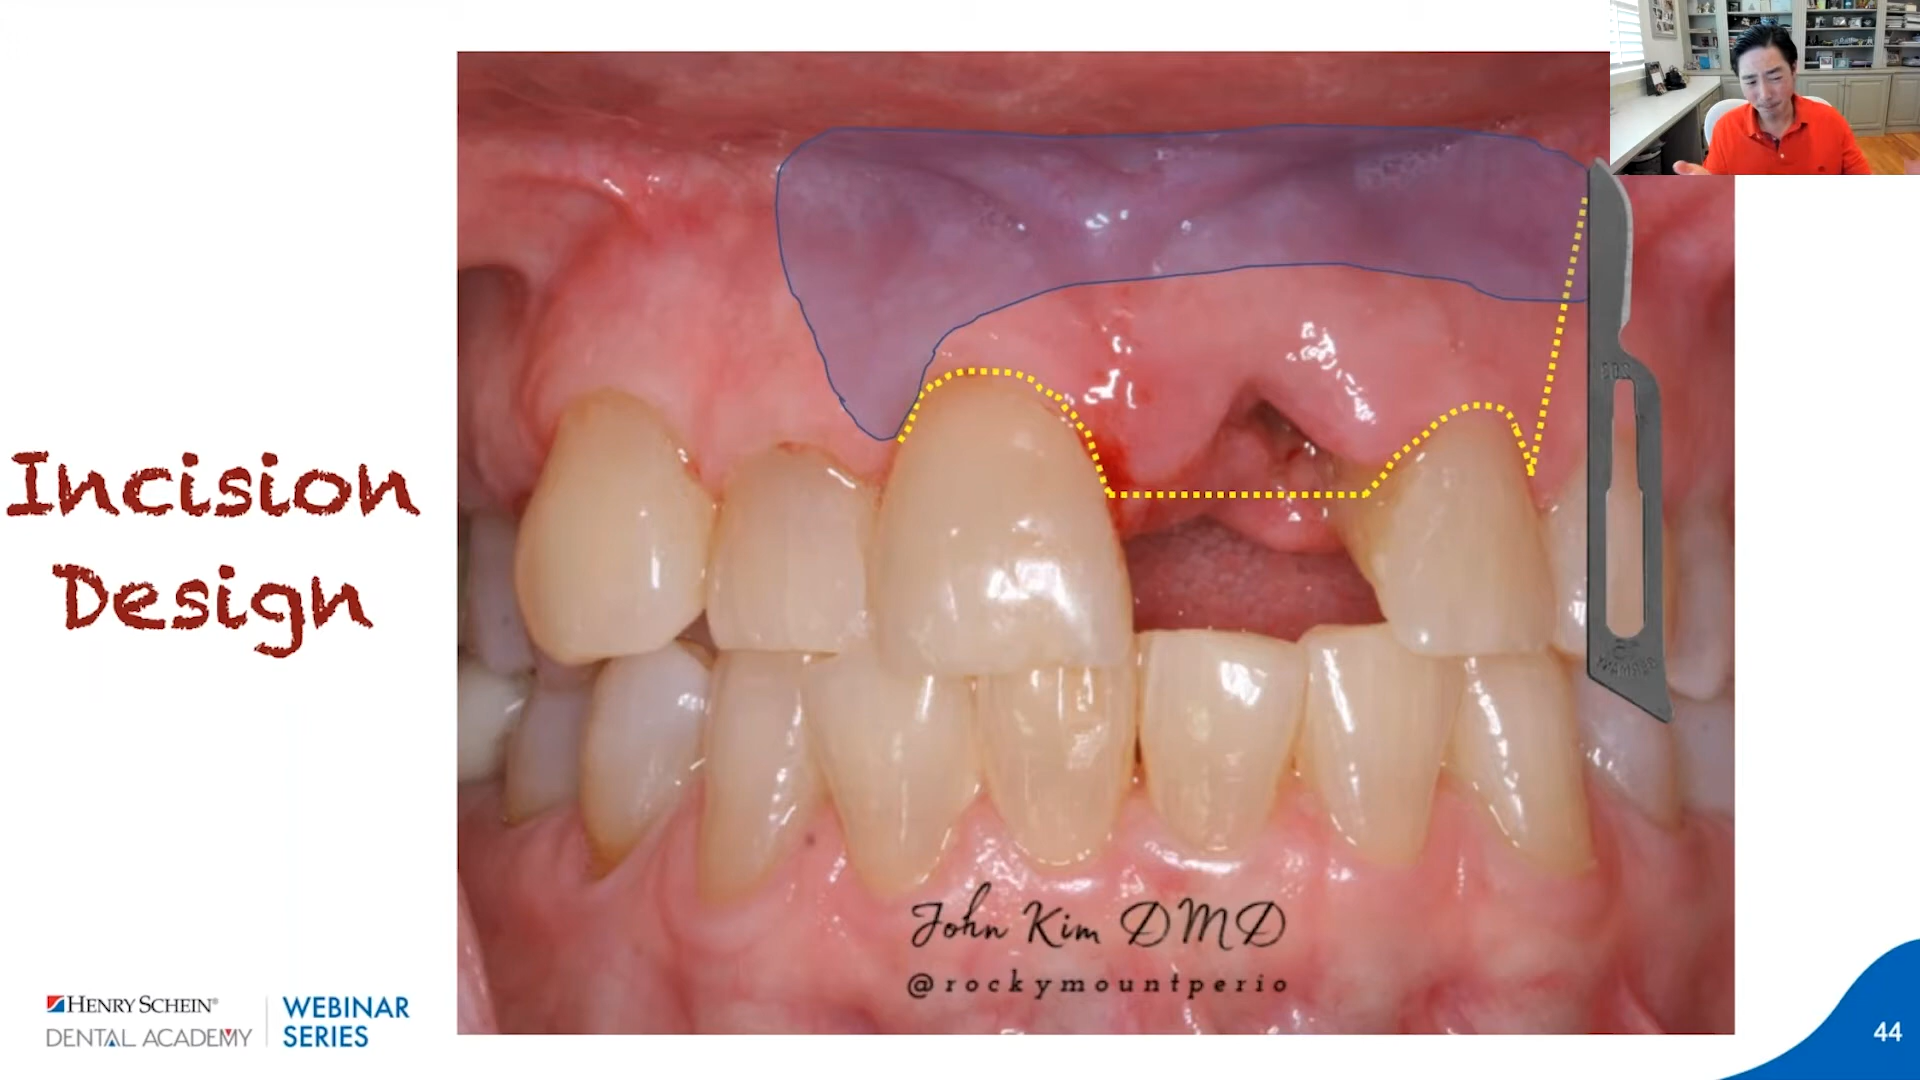 Incision
Design
John Kim DMD
@rockymountperio
HENRY SCHEIN®
DENTAL ACADEMY
WEBINAR
SERIES
44